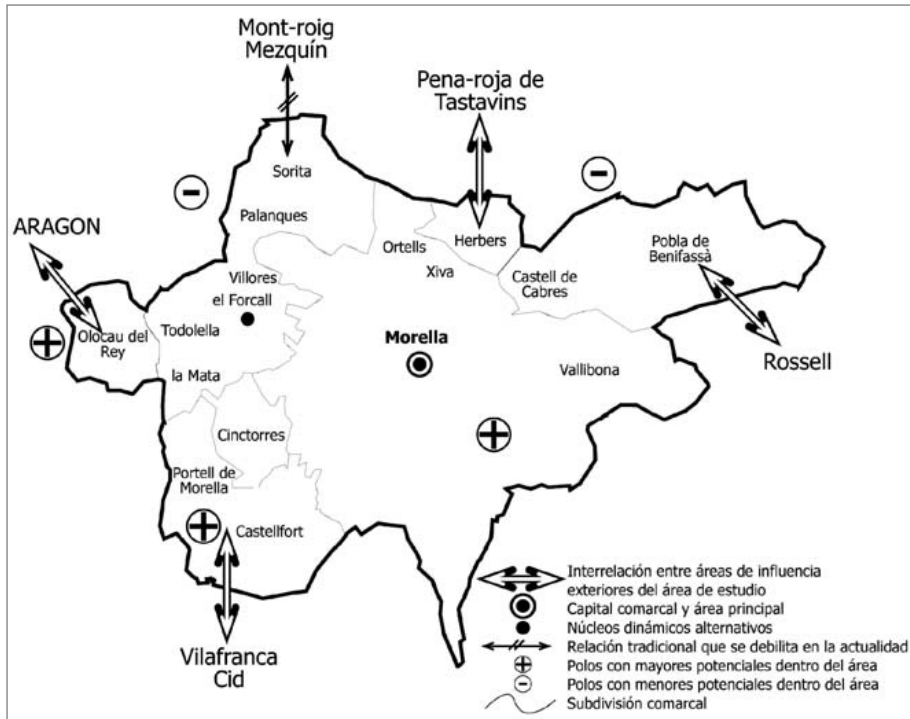 Mont-roig
Mezquín
Pena-roja de
Tastavins
Sorita
ARAGON
Palanques
Ortells
Herbers
Pobla de
Benifassà
Xiva
Castell de
Cabres
Villores
el Forcall
Olocau del
Rey
Todolella
Morella
Rossell
la Mata
Vallibona
Cinctorres
Portell de
Morella
Castellfort
Vilafranca
Cid
Interrelación entre áreas de influencia
exteriores del área de estudio
Capital comarcal y área principal
Núcleos dinámicos alternativos
Relación tradicional que se debilita en la actualidad
Polos con mayores potenciales dentro del área
Polos con menores potenciales dentro del área
Subdivisión comarcal